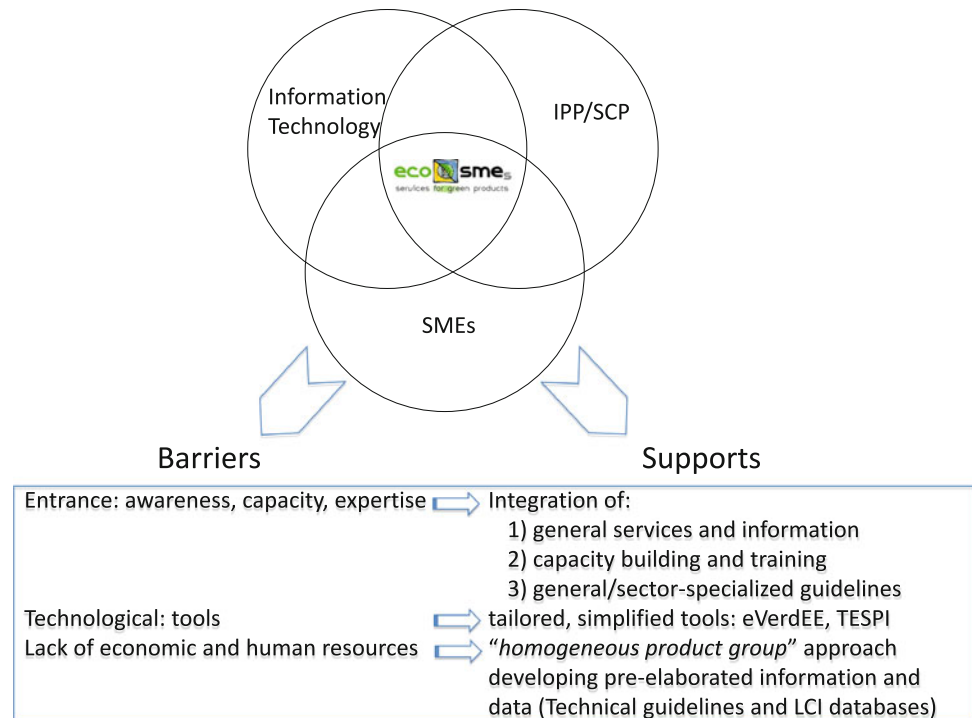 Information
Technology
IPP/SCP
eco smes
services for green products
SMEs
Barriers
Supports
Entrance: awareness, capacity, expertise
Integration of:
1) general services and information
2) capacity building and training
3) general/sector-specialized guidelines
Technological: tools
tailored, simplified tools: eVerdEE, TESPI
Lack of economic and human resources
“homogeneous product group” approach
developing pre-elaborated information and
data (Technical guidelines and LCI databases)